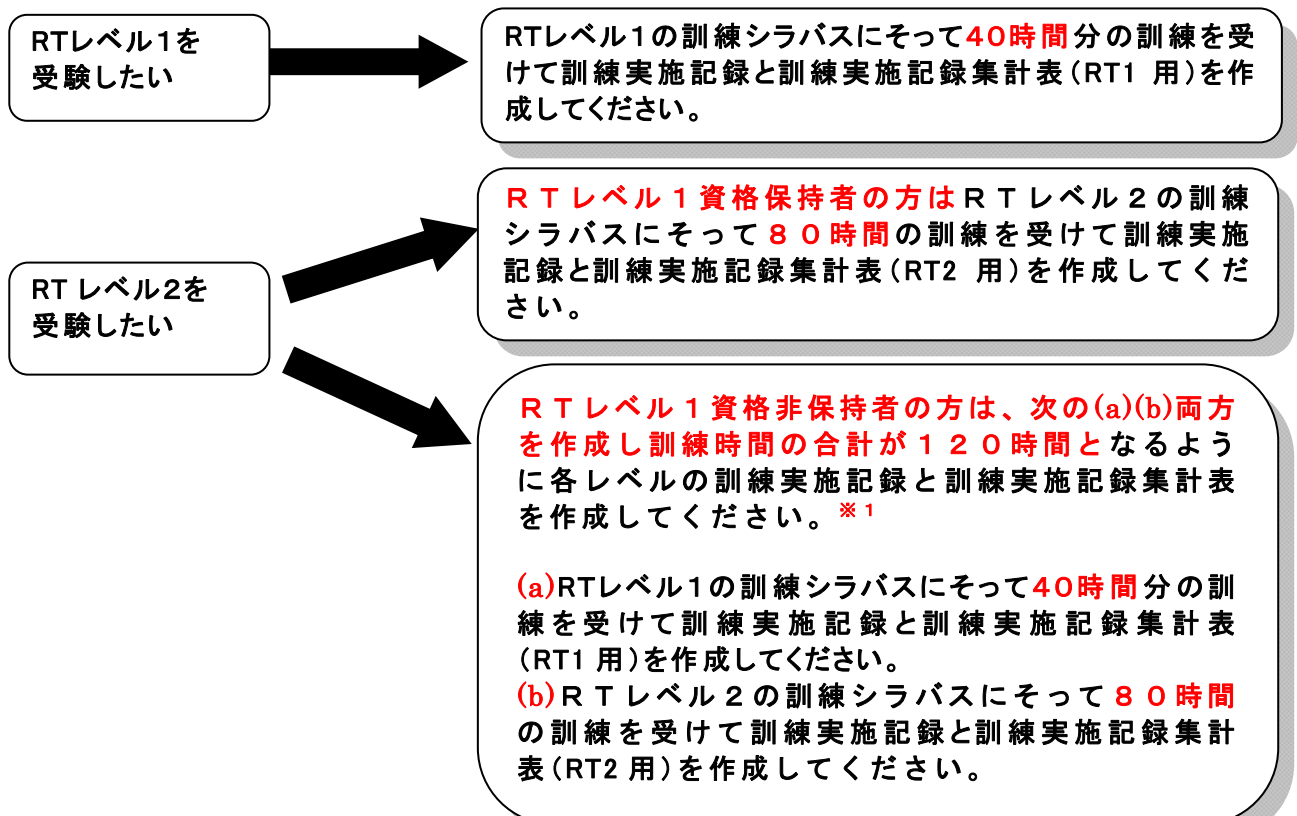 RTレベル1を
受験したい
RTレベル1の訓練シラバスにそって40時間分の訓練を受
けて訓練実施記録と訓練実施記録集計表(RT1 用)を作
成してください。
RTレベル1資格保持者の方はRTレベル2の訓練
シラバスにそって80時間の訓練を受けて訓練実施
記録と訓練実施記録集計表(RT2 用)を作成してくだ
さい。
RTレベル2を
受験したい
RTレベル1資格非保持者の方は、次の(a)(b)両方
を作成し訓練時間の合計が120時間となるよう
に各レベルの訓練実施記録と訓練実施記録集計表
を作成してください。※1
(a)RTレベル1の訓練シラバスにそって40時間分の訓
練を受けて訓練実施記録と訓練実施記録集計表
(RT1 用)を作成してください。
(b)RTレベル2の訓練シラバスにそって80時間
の訓練を受けて訓練実施記録と訓練実施記録集計
表(RT2 用)を作成してください。